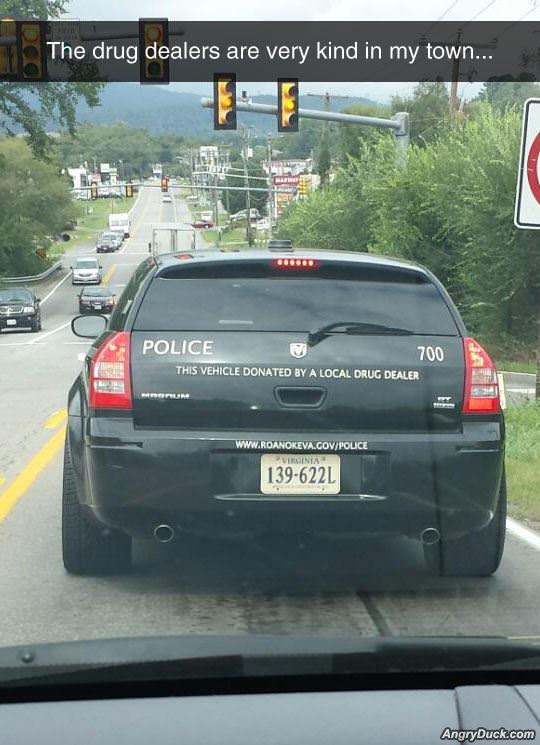 The drug dealers are very kind in my town...
POLICE
700
THIS VEHICLE DONATED BY A LOCAL DRUG DEALER
MAGNUM
RT
WWW.ROANOKEVA.GOV/POLICE
VIRGINIA
139-622L
AngryDuck.com